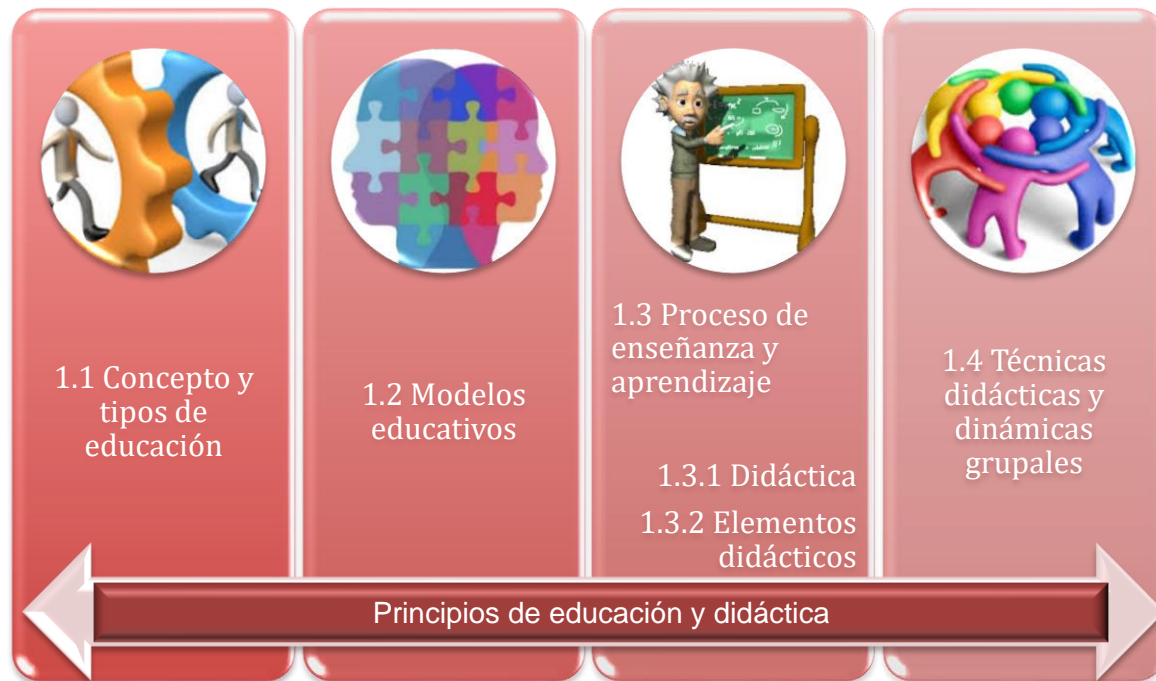 1.1 Concepto y
tipos de
educación
1.2 Modelos
educativos
1.3 Proceso de
enseñanza y
aprendizaje
1.3.1 Didáctica
1.3.2 Elementos
didácticos
1.4 Técnicas
didácticas y
dinámicas
grupales
Principios de educación y didáctica